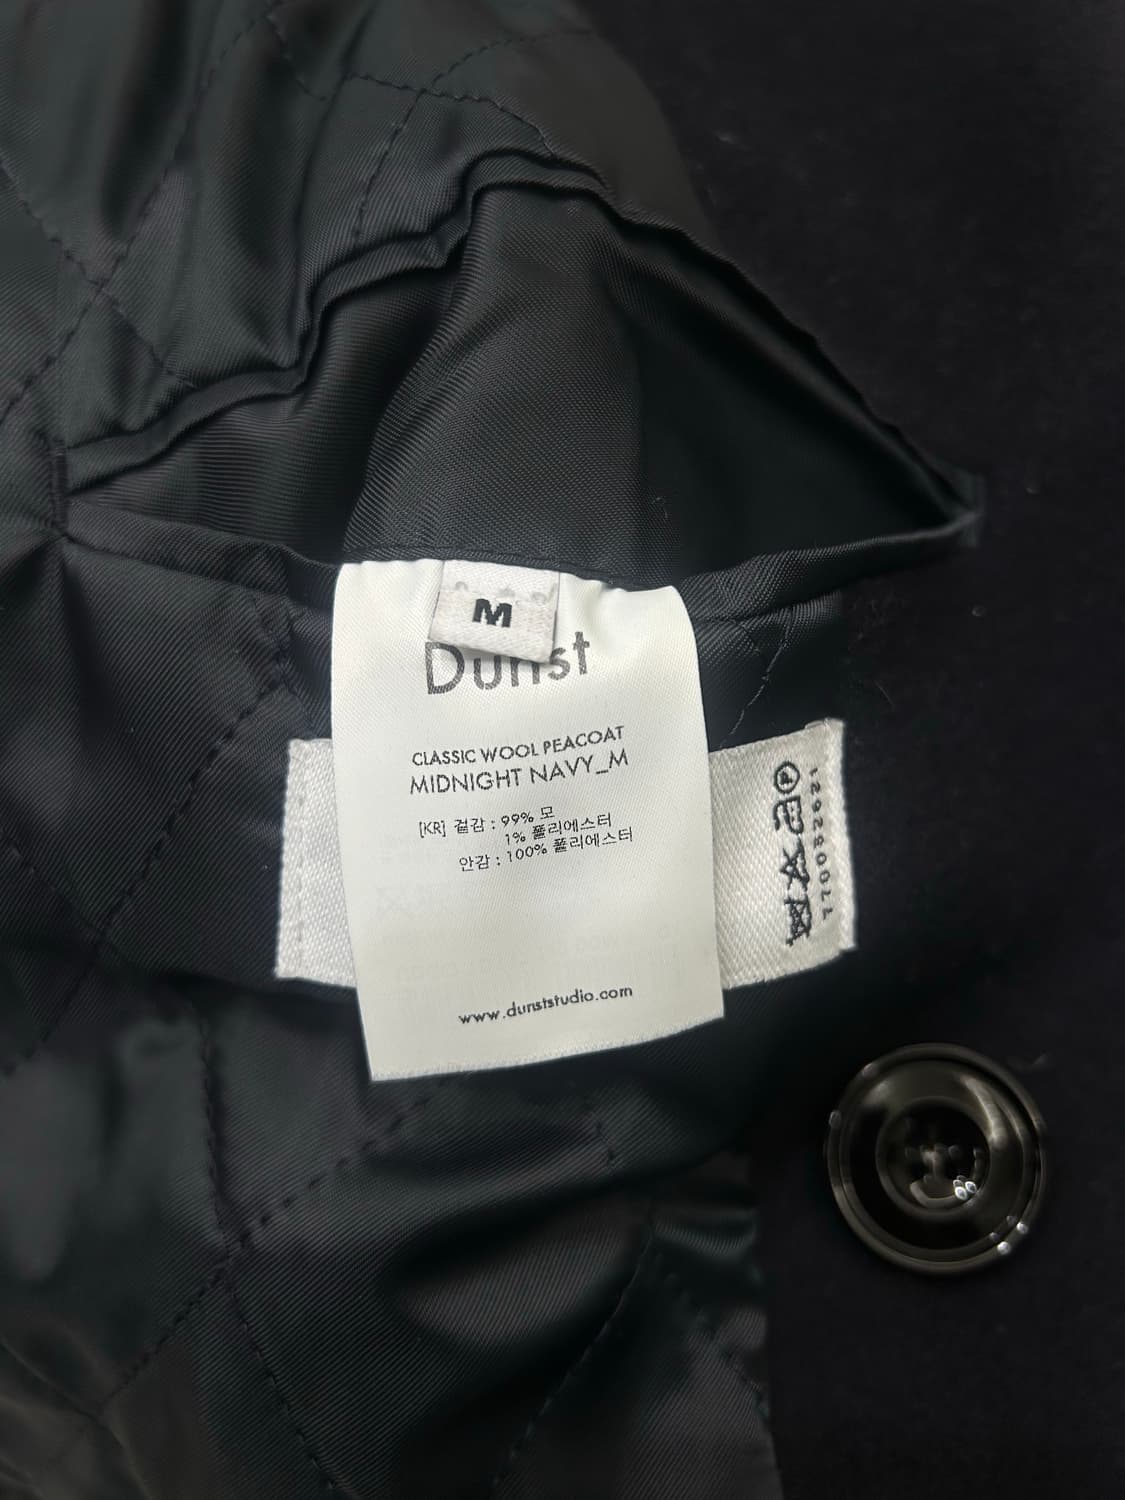 M
Dunst
CLASSIC WOOL PEACOAT
MIDNIGHT NAVY_M
[KR] 겉감 : 99% 모
1% 폴리에스터
안감 : 100% 폴리에스터
www.dunststudio.com